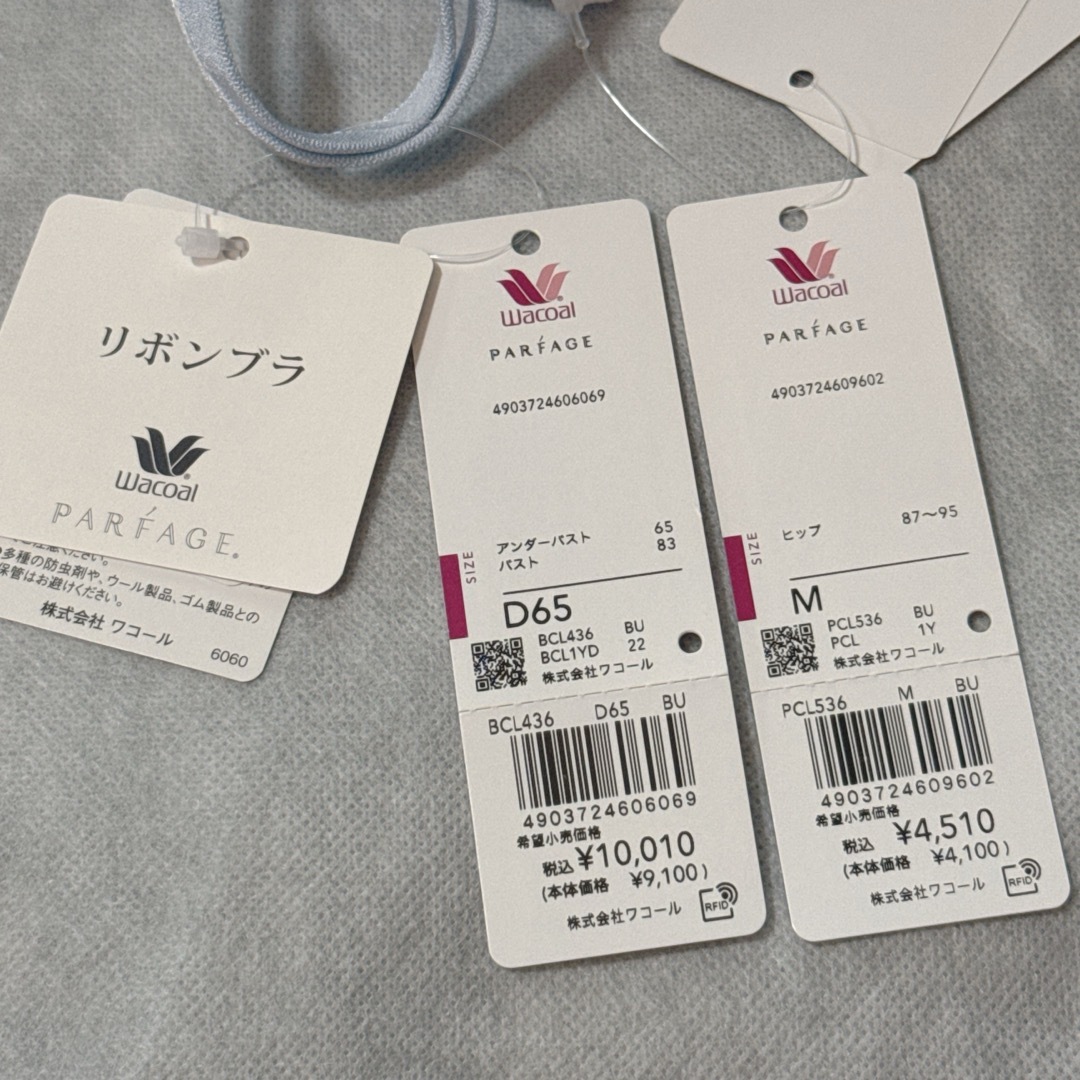 リボンブラ
Wacoal
PARFAGE
多種の防虫剤や、ウール製品、ゴム製品との
保管はお避けください。
株式会社 ワコール
6060
Wacoal
PARFAGE
4903724606069
SIZE
アンダーバスト 65
バスト 83
D65
BCL436 BU
BCL1YD 22
株式会社ワコール
BCL436 D65 BU
4903724606069
希望小売価格
税込 ¥10,010
(本体価格 ¥9,100)
株式会社ワコール
RFID
Wacoal
PARFAGE
4903724609602
SIZE
ヒップ 87〜95
M
PCL536 BU
PCL 1Y
株式会社ワコール
PCL536 M BU
4903724609602
希望小売価格
税込 ¥4,510
(本体価格 ¥4,100)
株式会社ワコール
RFID